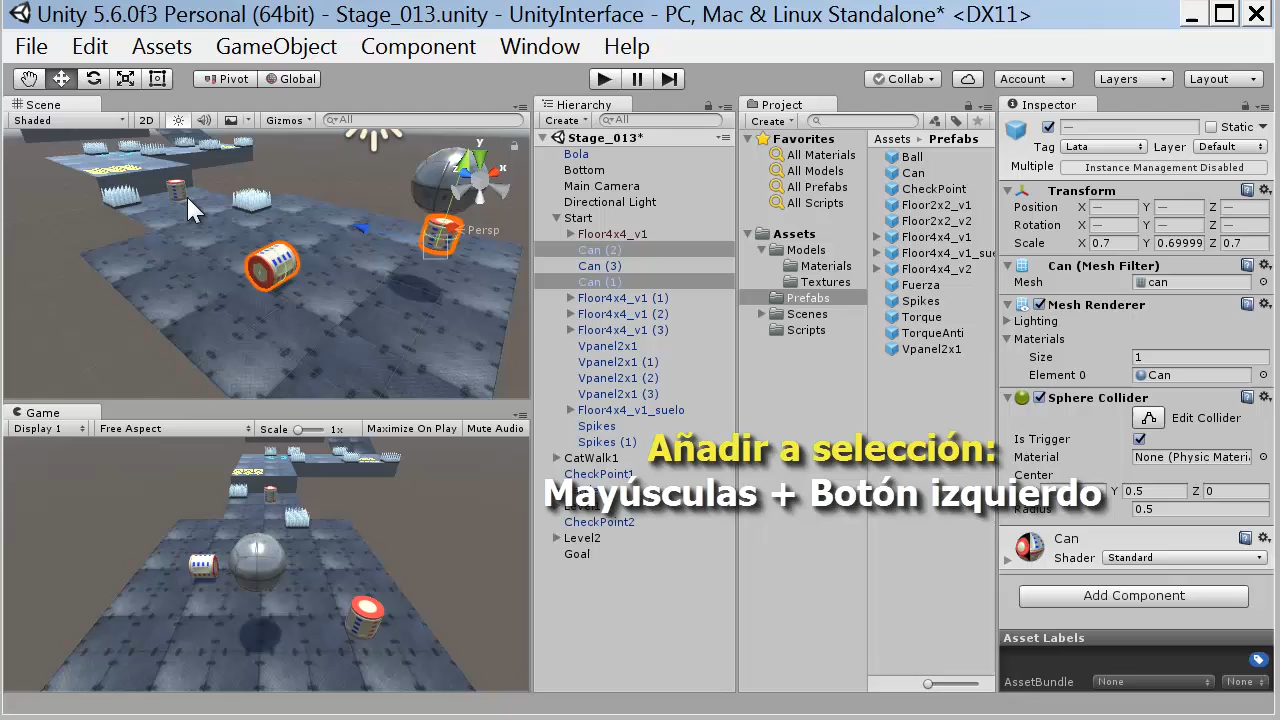 Unity 5.6.0f3 Personal (64bit) - Stage_013.unity - UnityInterface - PC, Mac & Linux Standalone* <DX11>
File Edit Assets GameObject Component Window Help
Pivot Global Collab Account Layers Layout
Scene
Shaded 2D Gizmos All
y
x
Persp
Game
Display 1 Free Aspect Scale 1x Maximize On Play Mute Audio
Hierarchy
Create All
Stage_013*
Bola
Bottom
Main Camera
Directional Light
Start
Floor4x4_v1
Can (2)
Can (3)
Can (1)
Floor4x4_v1 (1)
Floor4x4_v1 (2)
Floor4x4_v1 (3)
Vpanel2x1
Vpanel2x1 (1)
Vpanel2x1 (2)
Vpanel2x1 (3)
Floor4x4_v1_suelo
Spikes
Spikes (1)
CatWalk1
CheckPoint1
CheckPoint2
Level2
Goal
Añadir a selección:
Mayúsculas + Botón izquierdo
Project
Create
Favorites
All Materials
All Models
All Prefabs
All Scripts
Assets
Models
Materials
Textures
Prefabs
Scenes
Scripts
Assets Prefabs
Ball
Can
CheckPoint
Floor2x2_v1
Floor2x2_v2
Floor4x4_v1
Floor4x4_v1_sue
Floor4x4_v2
Fuerza
Spikes
Torque
TorqueAnti
Vpanel2x1
Inspector
— Static
Tag Lata Layer Default
Multiple Instance Management Disabled
Transform
Position X — Y — Z —
Rotation X — Y — Z —
Scale X 0.7 Y 0.69999 Z 0.7
Can (Mesh Filter)
Mesh can
Mesh Renderer
Lighting
Materials
Size 1
Element 0 Can
Sphere Collider
Edit Collider
Is Trigger
Material None (Physic Materi
Center
Y 0.5 Z 0
Radius 0.5
Can
Shader Standard
Add Component
Asset Labels
AssetBundle None None